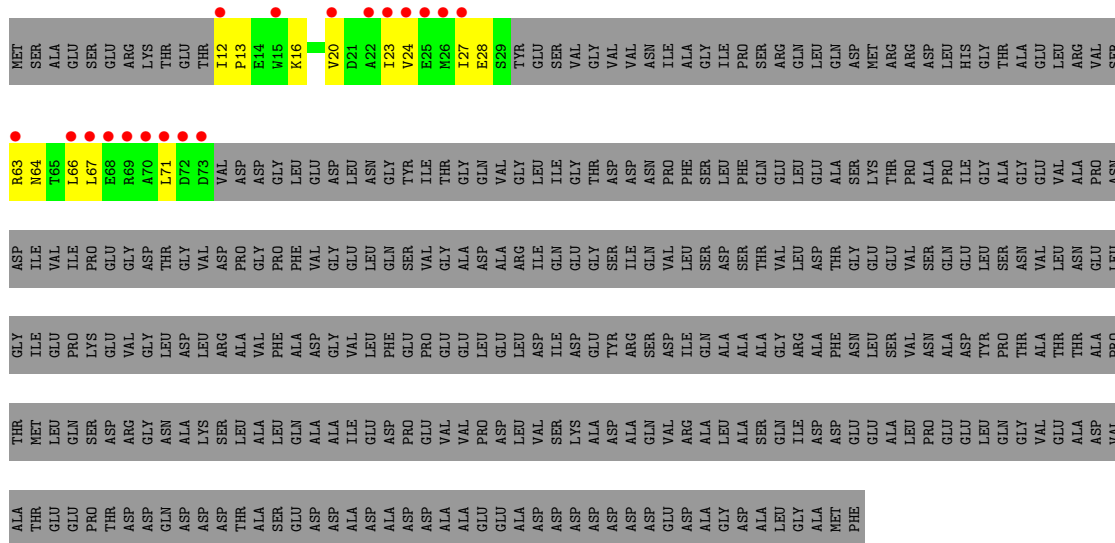 MET SER ALA GLU SER GLU ARG LYS THR GLU THR I12 P13 E14 W15 K16 V20 D21 A22 I23 V24 E25 M26 I27 E28 S29 TYR GLU SER VAL GLY VAL VAL ASN ILE ALA GLY ILE PRO SER ARG GLN LEU GLN ASP MET ARG ARG ASP LEU HIS GLY THR ALA GLU LEU ARG VAL SER
R63 N64 T65 L66 L67 E68 R69 A70 L71 D72 D73 VAL ASP ASP GLY LEU GLU ASP LEU ASN GLY TYR ILE THR GLY GLN VAL GLY LEU ILE GLY THR ASP ASP ASN PRO PHE SER LEU PHE GLN GLU LEU GLU ALA SER LYS THR PRO ALA PRO ILE GLY ALA GLY GLU VAL ALA PRO ASN
ASP ILE VAL ILE PRO GLU GLY ASP THR GLY VAL ASP PRO GLY PRO PHE VAL GLY GLU LEU GLN SER VAL GLY ALA ASP ALA ARG ILE GLN GLU GLY SER ILE GLN VAL LEU SER ASP SER THR VAL LEU ASP THR GLY GLU GLU VAL SER GLN GLU LEU SER ASN VAL LEU ASN GLU LEU
GLY ILE GLU PRO LYS GLU VAL GLY LEU ASP LEU ARG ALA VAL PHE ALA ASP GLY VAL LEU PHE GLU PRO GLU GLU LEU GLU LEU ASP ILE ASP GLU TYR ARG SER ASP ILE GLN ALA ALA ALA GLY ARG ALA PHE ASN LEU SER VAL ASN ALA ASP TYR PRO THR ALA THR THR ALA PRO
THR MET LEU GLN SER ASP ARG GLY ASN ALA LYS SER LEU ALA LEU GLN ALA ALA ILE GLU ASP PRO GLU VAL VAL PRO ASP LEU VAL SER LYS ALA ASP ALA GLN VAL ARG ALA LEU ALA SER GLN ILE ASP ASP GLU GLU ALA LEU PRO GLU GLU LEU GLN GLY VAL GLU ALA ASP VAL
ALA THR GLU GLU PRO THR ASP ASP GLN ASP ASP THR ALA SER GLU ASP ASP ALA ASP ALA ASP ASP ALA ALA GLU GLU ALA ASP ASP ASP ASP ASP ASP GLU ASP ALA GLY ASP ALA LEU GLY ALA MET PHE